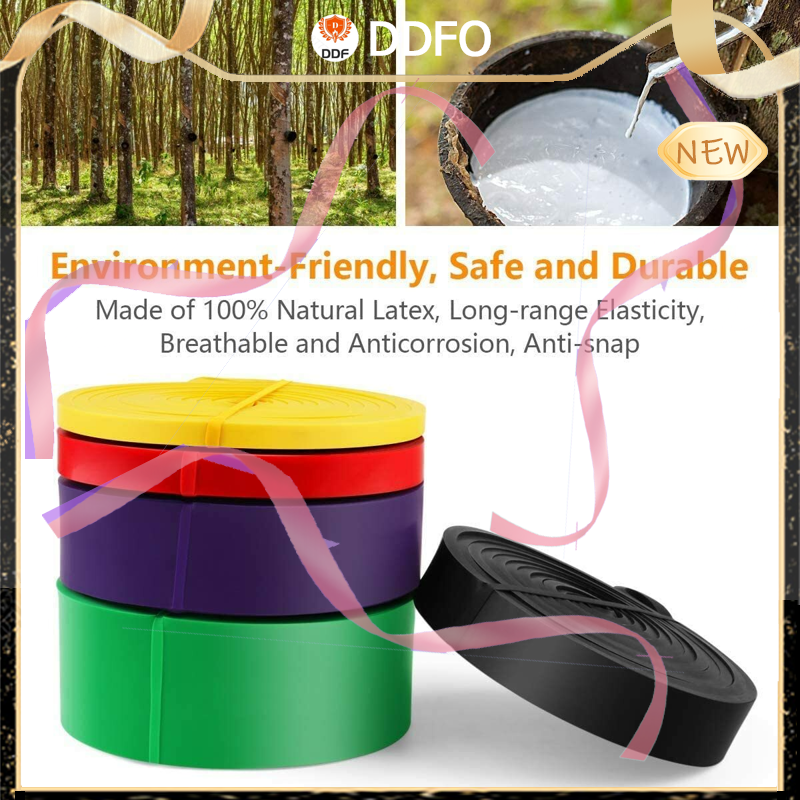 DDF
DDFO
NEW
Environment-Friendly, Safe and Durable
Made of 100% Natural Latex, Long-range Elasticity,
Breathable and Anticorrosion, Anti-snap